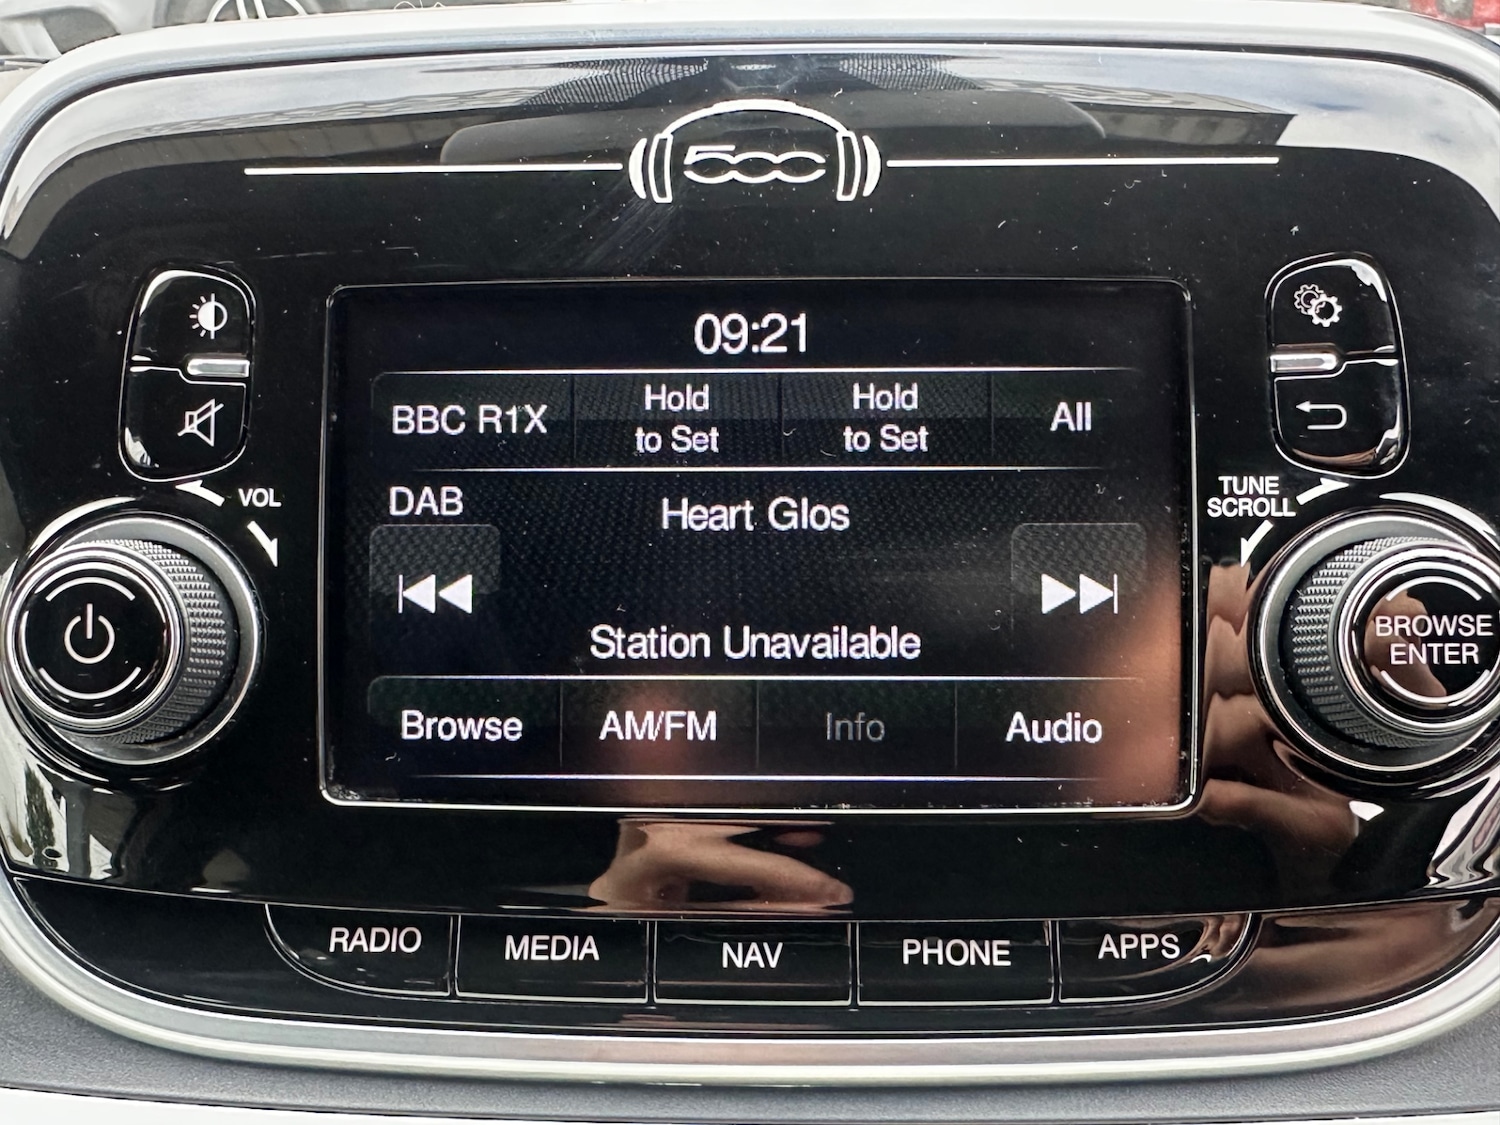 500
09:21
BBC R1X
Hold
to Set
Hold
to Set
All
DAB
Heart Glos
Station Unavailable
Browse
AM/FM
Info
Audio
VOL
TUNE
SCROLL
BROWSE
ENTER
RADIO
MEDIA
NAV
PHONE
APPS